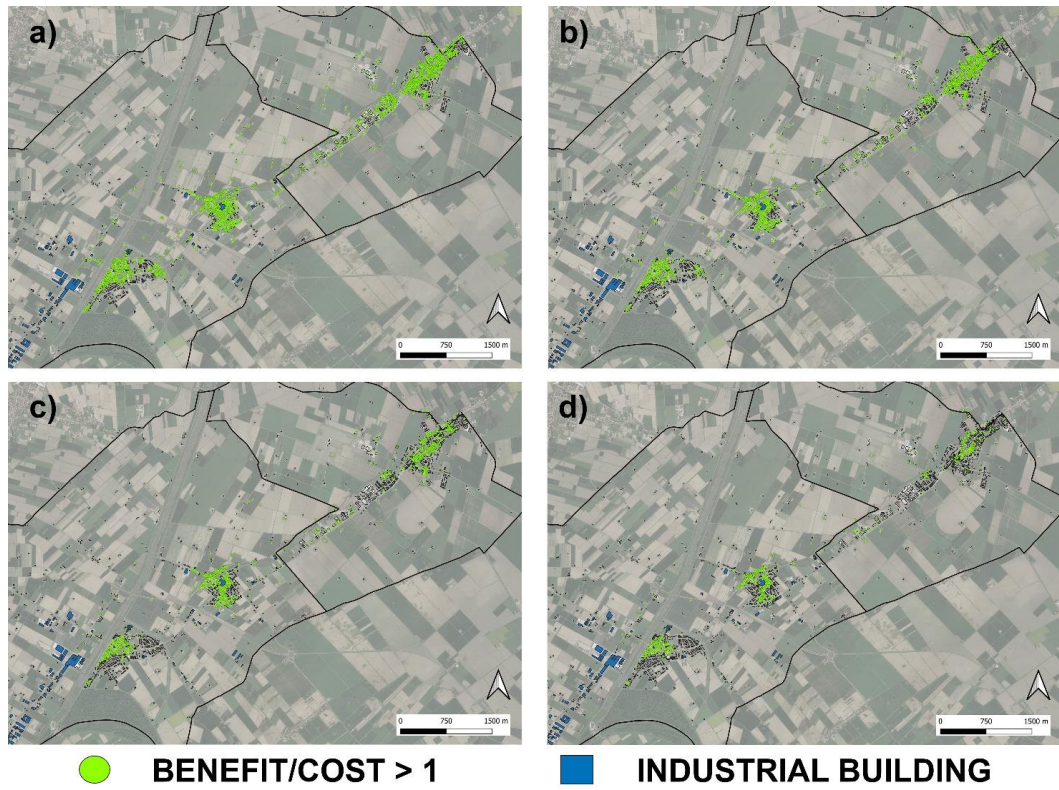 a)
b)
0 750 1500 m
0 750 1500 m
c)
d)
0 750 1500 m
0 750 1500 m
BENEFIT/COST > 1
INDUSTRIAL BUILDING